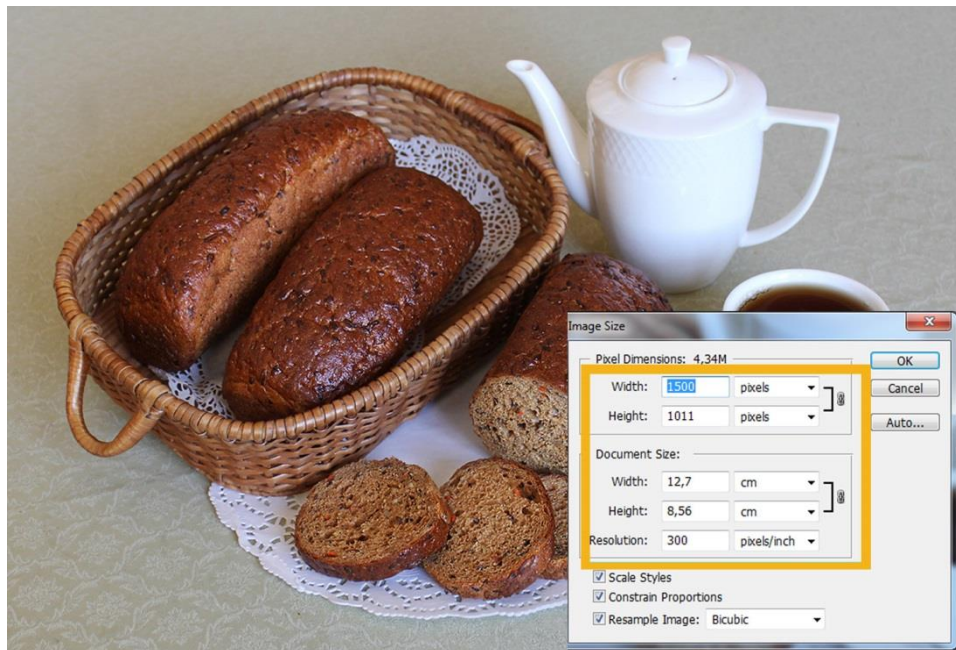 Image Size
Pixel Dimensions: 4,34M
OK
Width: 1500 pixels
Cancel
Height: 1011 pixels
Auto...
Document Size:
Width: 12,7 cm
Height: 8,56 cm
Resolution: 300 pixels/inch
Scale Styles
Constrain Proportions
Resample Image: Bicubic